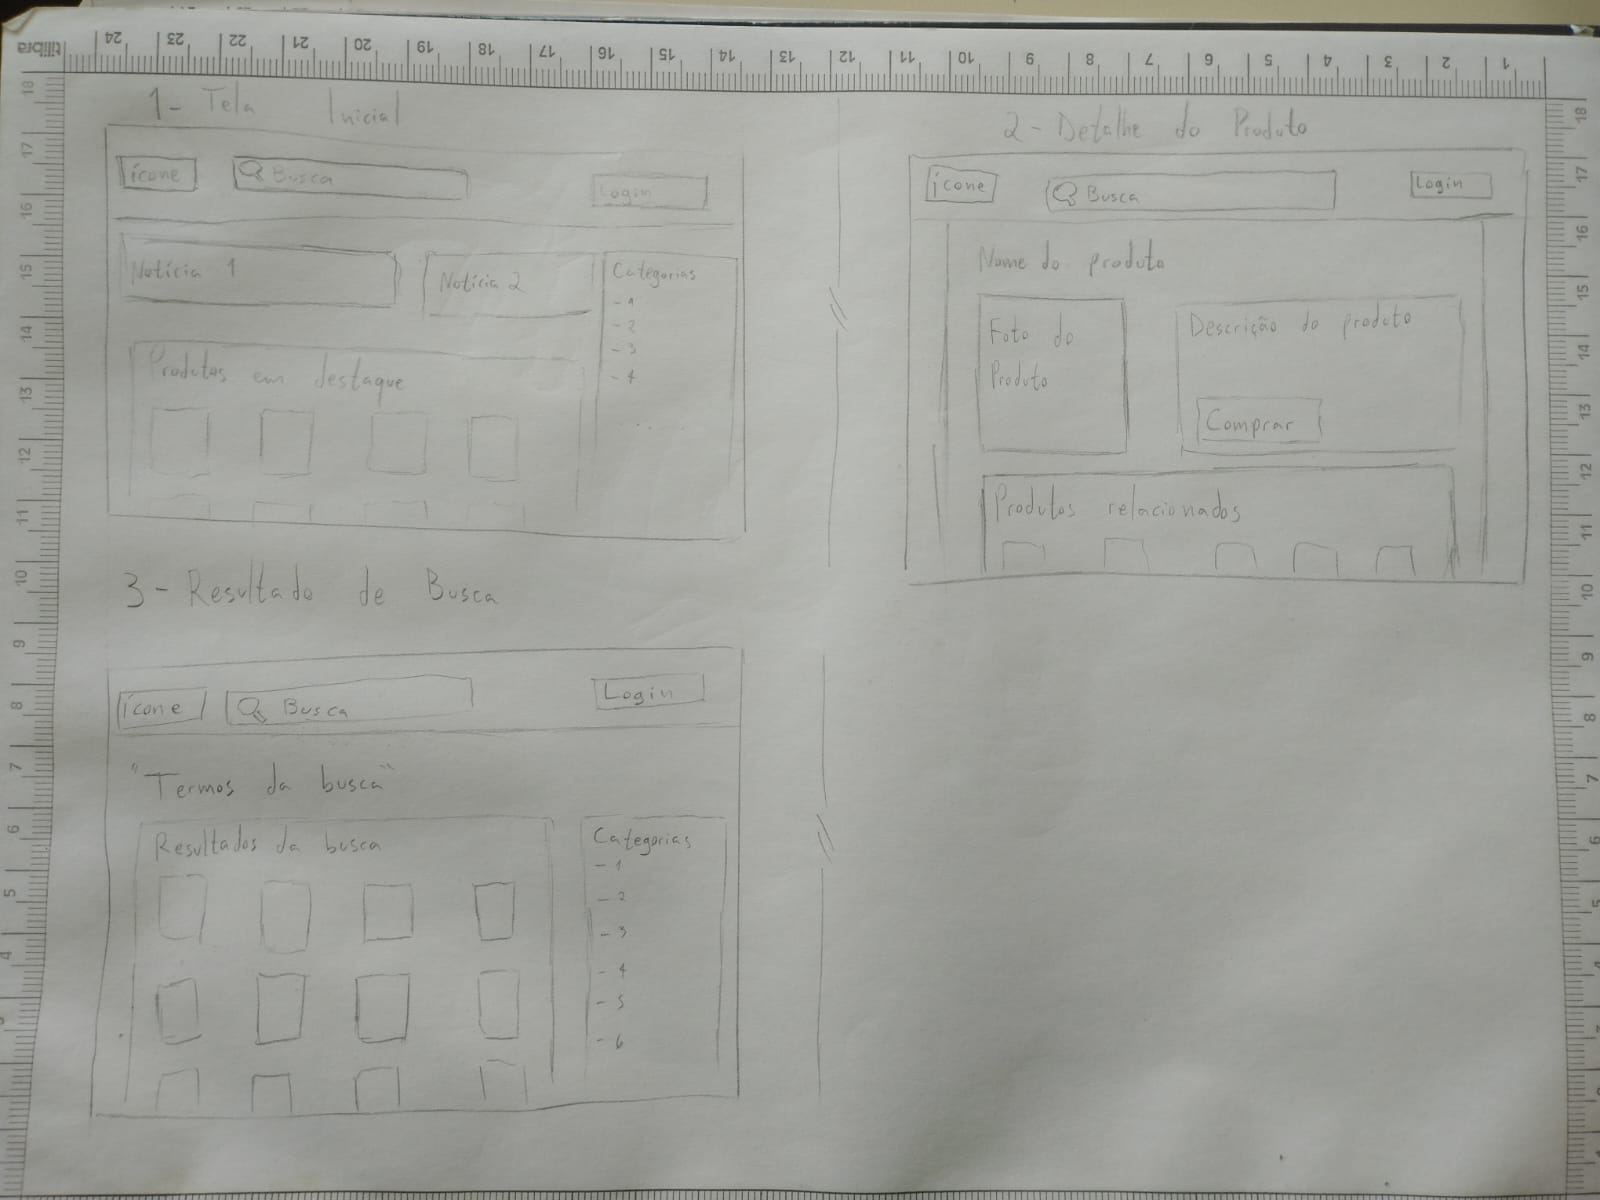 tilibra
24 23 22 21 20 19 18 17 16 15 14 13 12 11 10 9 8 7 6 5 4 3 2 1
1 - Tela Inicial
ícone
Busca
Login
Notícia 1
Notícia 2
Categorias
- 1
- 2
- 3
- 4
. . . . . .
Produtos em destaque
2 - Detalhe do Produto
ícone
Busca
Login
Nome do produto
Foto do
Produto
Descrição do produto
Comprar
Produtos relacionados
3 - Resultado de Busca
ícone
Busca
Login
"Termos da busca"
Resultados da busca
Categorias
- 1
- 2
- 3
- 4
- 5
- 6
18
17
16
15
14
13
12
11
10
9
8
7
6
5
4
18
17
16
15
14
13
12
11
10
9
8
7
6
5